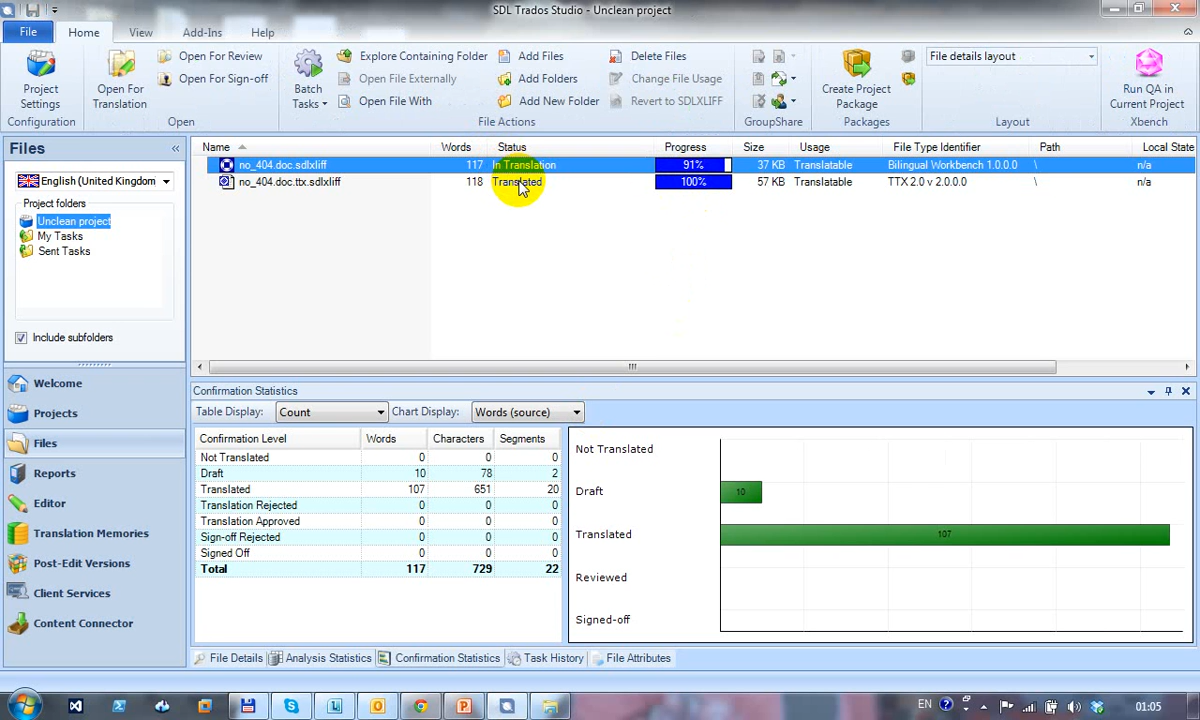 SDL Trados Studio - Unclean project
File Home View Add-Ins Help
Project Settings
Configuration
Open For Translation
Open For Review
Open For Sign-off
Open
Batch Tasks
Explore Containing Folder
Open File Externally
Open File With
Add Files
Add Folders
Add New Folder
Delete Files
Change File Usage
Revert to SDLXLIFF
File Actions
GroupShare
Create Project Package
Packages
File details layout
Layout
Run QA in Current Project
Xbench
Files «
English (United Kingdom
Project folders
Unclean project
My Tasks
Sent Tasks
Include subfolders
Welcome
Projects
Files
Reports
Editor
Translation Memories
Post-Edit Versions
Client Services
Content Connector
Name Words Status Progress Size Usage File Type Identifier Path Local State
no_404.doc.sdlxliff 117 In Translation 91% 37 KB Translatable Bilingual Workbench 1.0.0.0 \ n/a
no_404.doc.ttx.sdlxliff 118 Translated 100% 57 KB Translatable TTX 2.0 v 2.0.0.0 \ n/a
Confirmation Statistics
Table Display: Count Chart Display: Words (source)
Confirmation Level Words Characters Segments
Not Translated 0 0 0
Draft 10 78 2
Translated 107 651 20
Translation Rejected 0 0 0
Translation Approved 0 0 0
Sign-off Rejected 0 0 0
Signed Off 0 0 0
Total 117 729 22
Not Translated
Draft 10
Translated 107
Reviewed
Signed-off
File Details Analysis Statistics Confirmation Statistics Task History File Attributes
EN 01:05